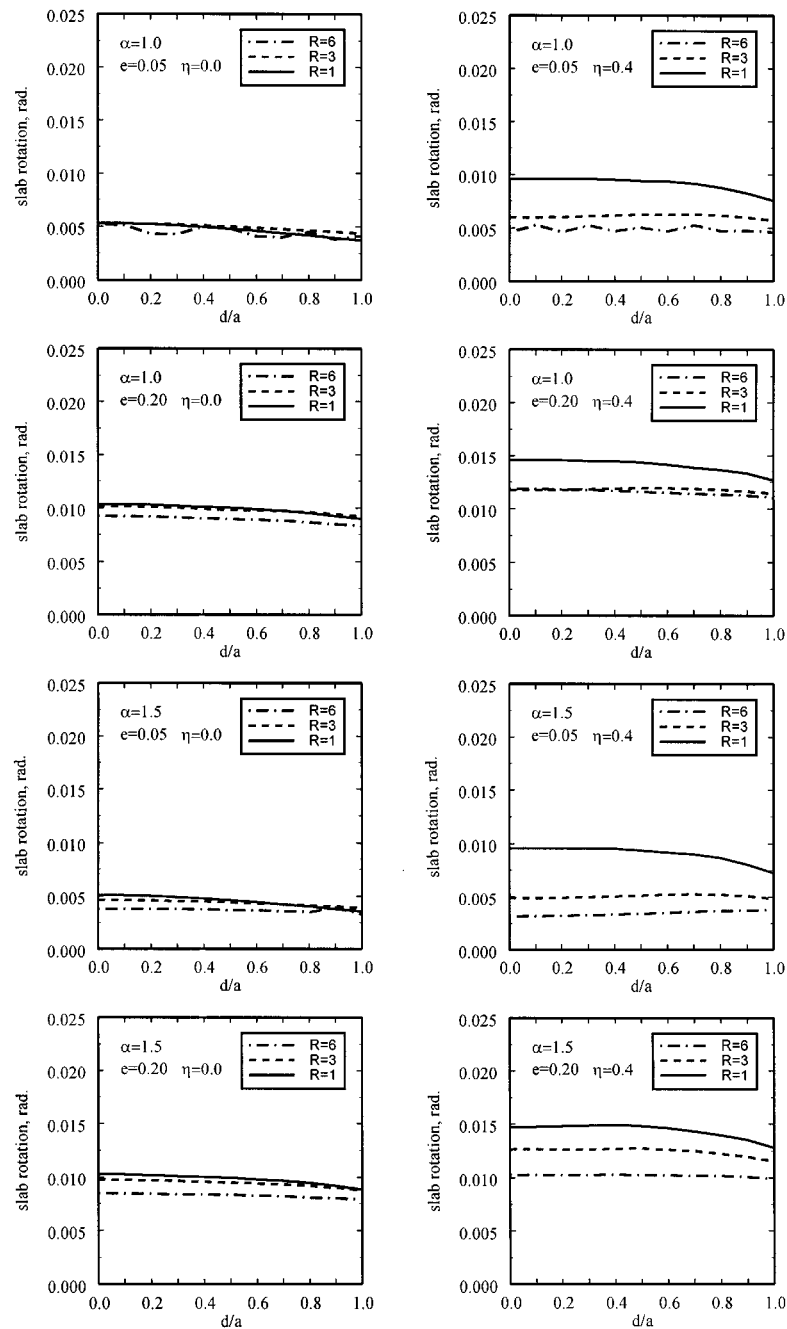 0.025
0.020
0.015
0.010
0.005
0.000
slab rotation, rad.
α=1.0
e=0.05 η=0.0
R=6
R=3
R=1
0.0 0.2 0.4 0.6 0.8 1.0
d/a
0.025
0.020
0.015
0.010
0.005
0.000
slab rotation, rad.
α=1.0
e=0.05 η=0.4
R=6
R=3
R=1
0.0 0.2 0.4 0.6 0.8 1.0
d/a
0.025
0.020
0.015
0.010
0.005
0.000
slab rotation, rad.
α=1.0
e=0.20 η=0.0
R=6
R=3
R=1
0.0 0.2 0.4 0.6 0.8 1.0
d/a
0.025
0.020
0.015
0.010
0.005
0.000
slab rotation, rad.
α=1.0
e=0.20 η=0.4
R=6
R=3
R=1
0.0 0.2 0.4 0.6 0.8 1.0
d/a
0.025
0.020
0.015
0.010
0.005
0.000
slab rotation, rad.
α=1.5
e=0.05 η=0.0
R=6
R=3
R=1
0.0 0.2 0.4 0.6 0.8 1.0
d/a
0.025
0.020
0.015
0.010
0.005
0.000
slab rotation, rad.
α=1.5
e=0.05 η=0.4
R=6
R=3
R=1
0.0 0.2 0.4 0.6 0.8 1.0
d/a
0.025
0.020
0.015
0.010
0.005
0.000
slab rotation, rad.
α=1.5
e=0.20 η=0.0
R=6
R=3
R=1
0.0 0.2 0.4 0.6 0.8 1.0
d/a
0.025
0.020
0.015
0.010
0.005
0.000
slab rotation, rad.
α=1.5
e=0.20 η=0.4
R=6
R=3
R=1
0.0 0.2 0.4 0.6 0.8 1.0
d/a